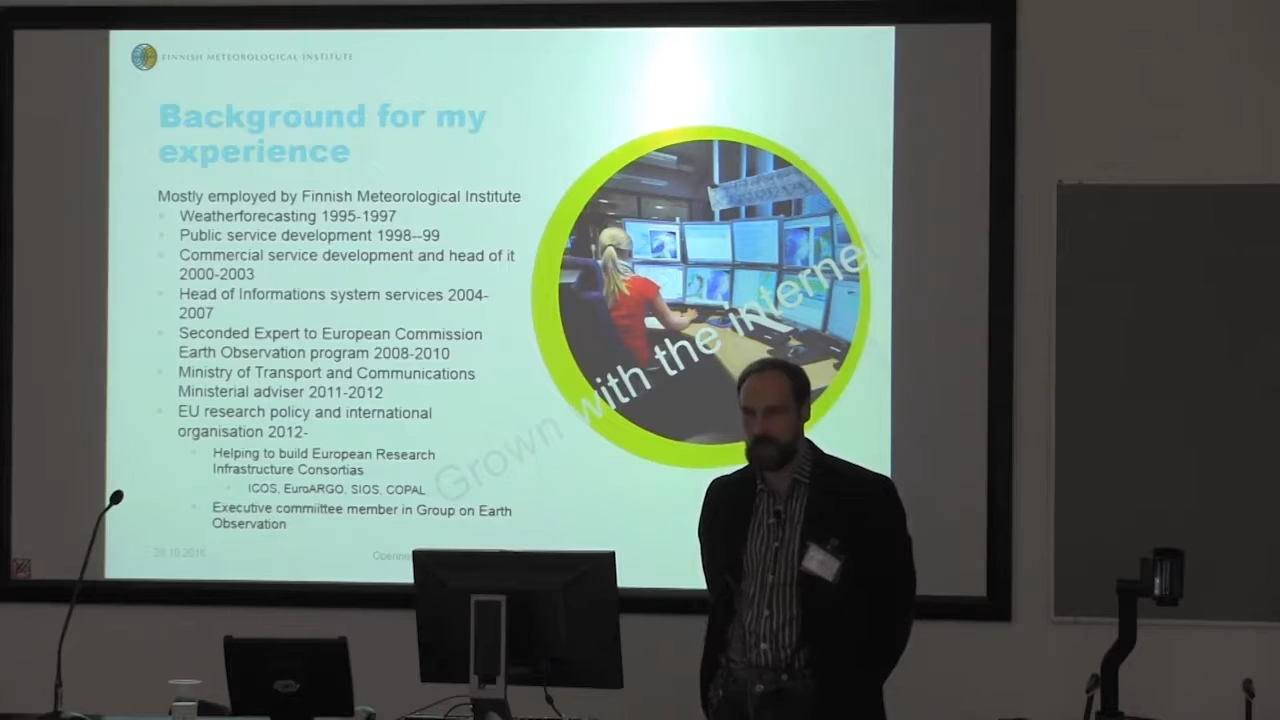 FINNISH METEOROLOGICAL INSTITUTE
Background for my
experience
Mostly employed by Finnish Meteorological Institute
Weatherforecasting 1995-1997
Public service development 1998--99
Commercial service development and head of it
2000-2003
Head of Informations system services 2004-
2007
Seconded Expert to European Commission
Earth Observation program 2008-2010
Ministry of Transport and Communications
Ministerial adviser 2011-2012
EU research policy and international
organisation 2012-
Helping to build European Research
Infrastructure Consortias
ICOS, EuroARGO, SIOS, COPAL
Executive commiittee member in Group on Earth
Observation
Grown with the internet